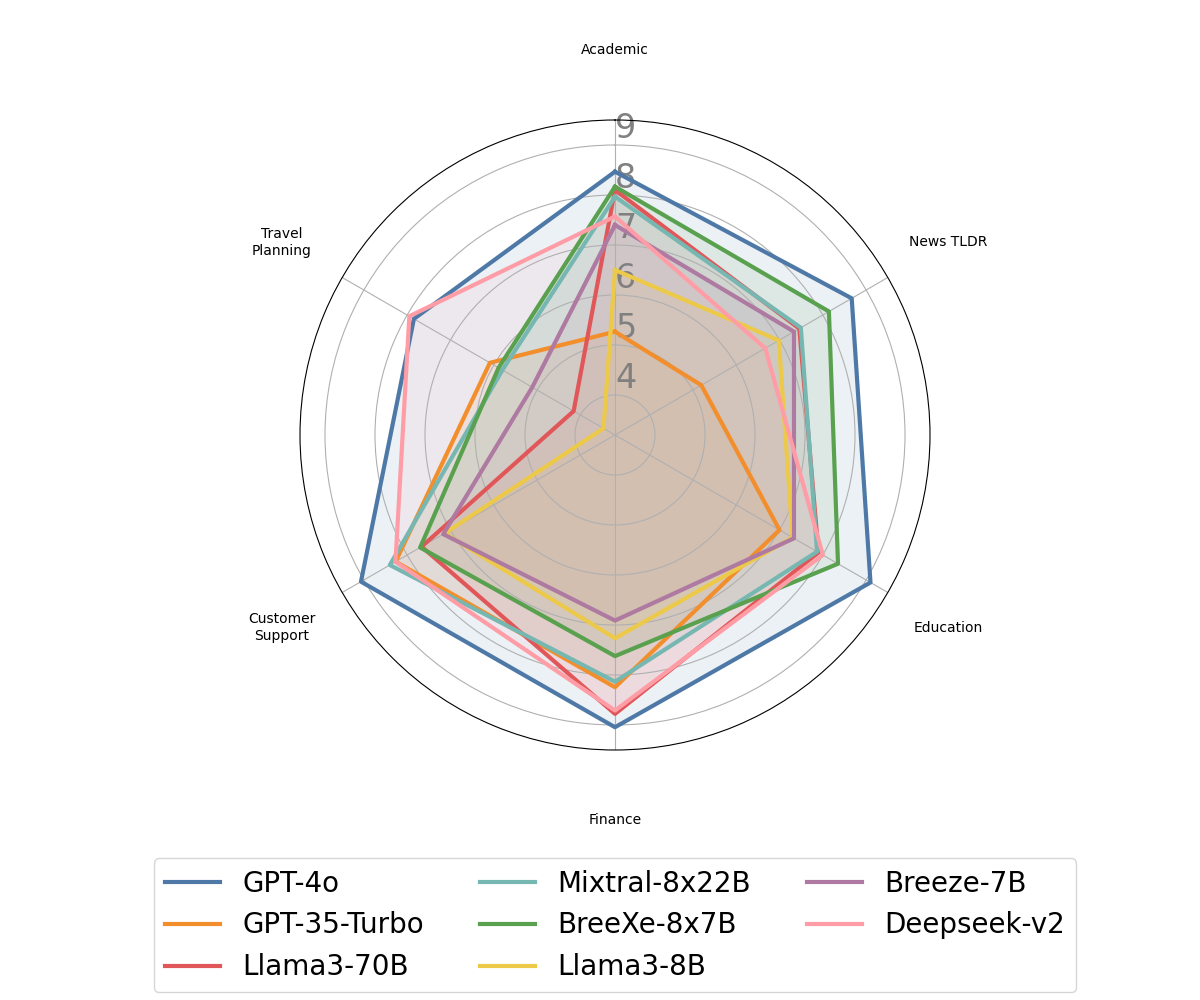 Academic
9
8
7
6
5
4
Travel
Planning
News TLDR
Customer
Support
Education
Finance
GPT-4o
GPT-35-Turbo
Llama3-70B
Mixtral-8x22B
BreeXe-8x7B
Llama3-8B
Breeze-7B
Deepseek-v2